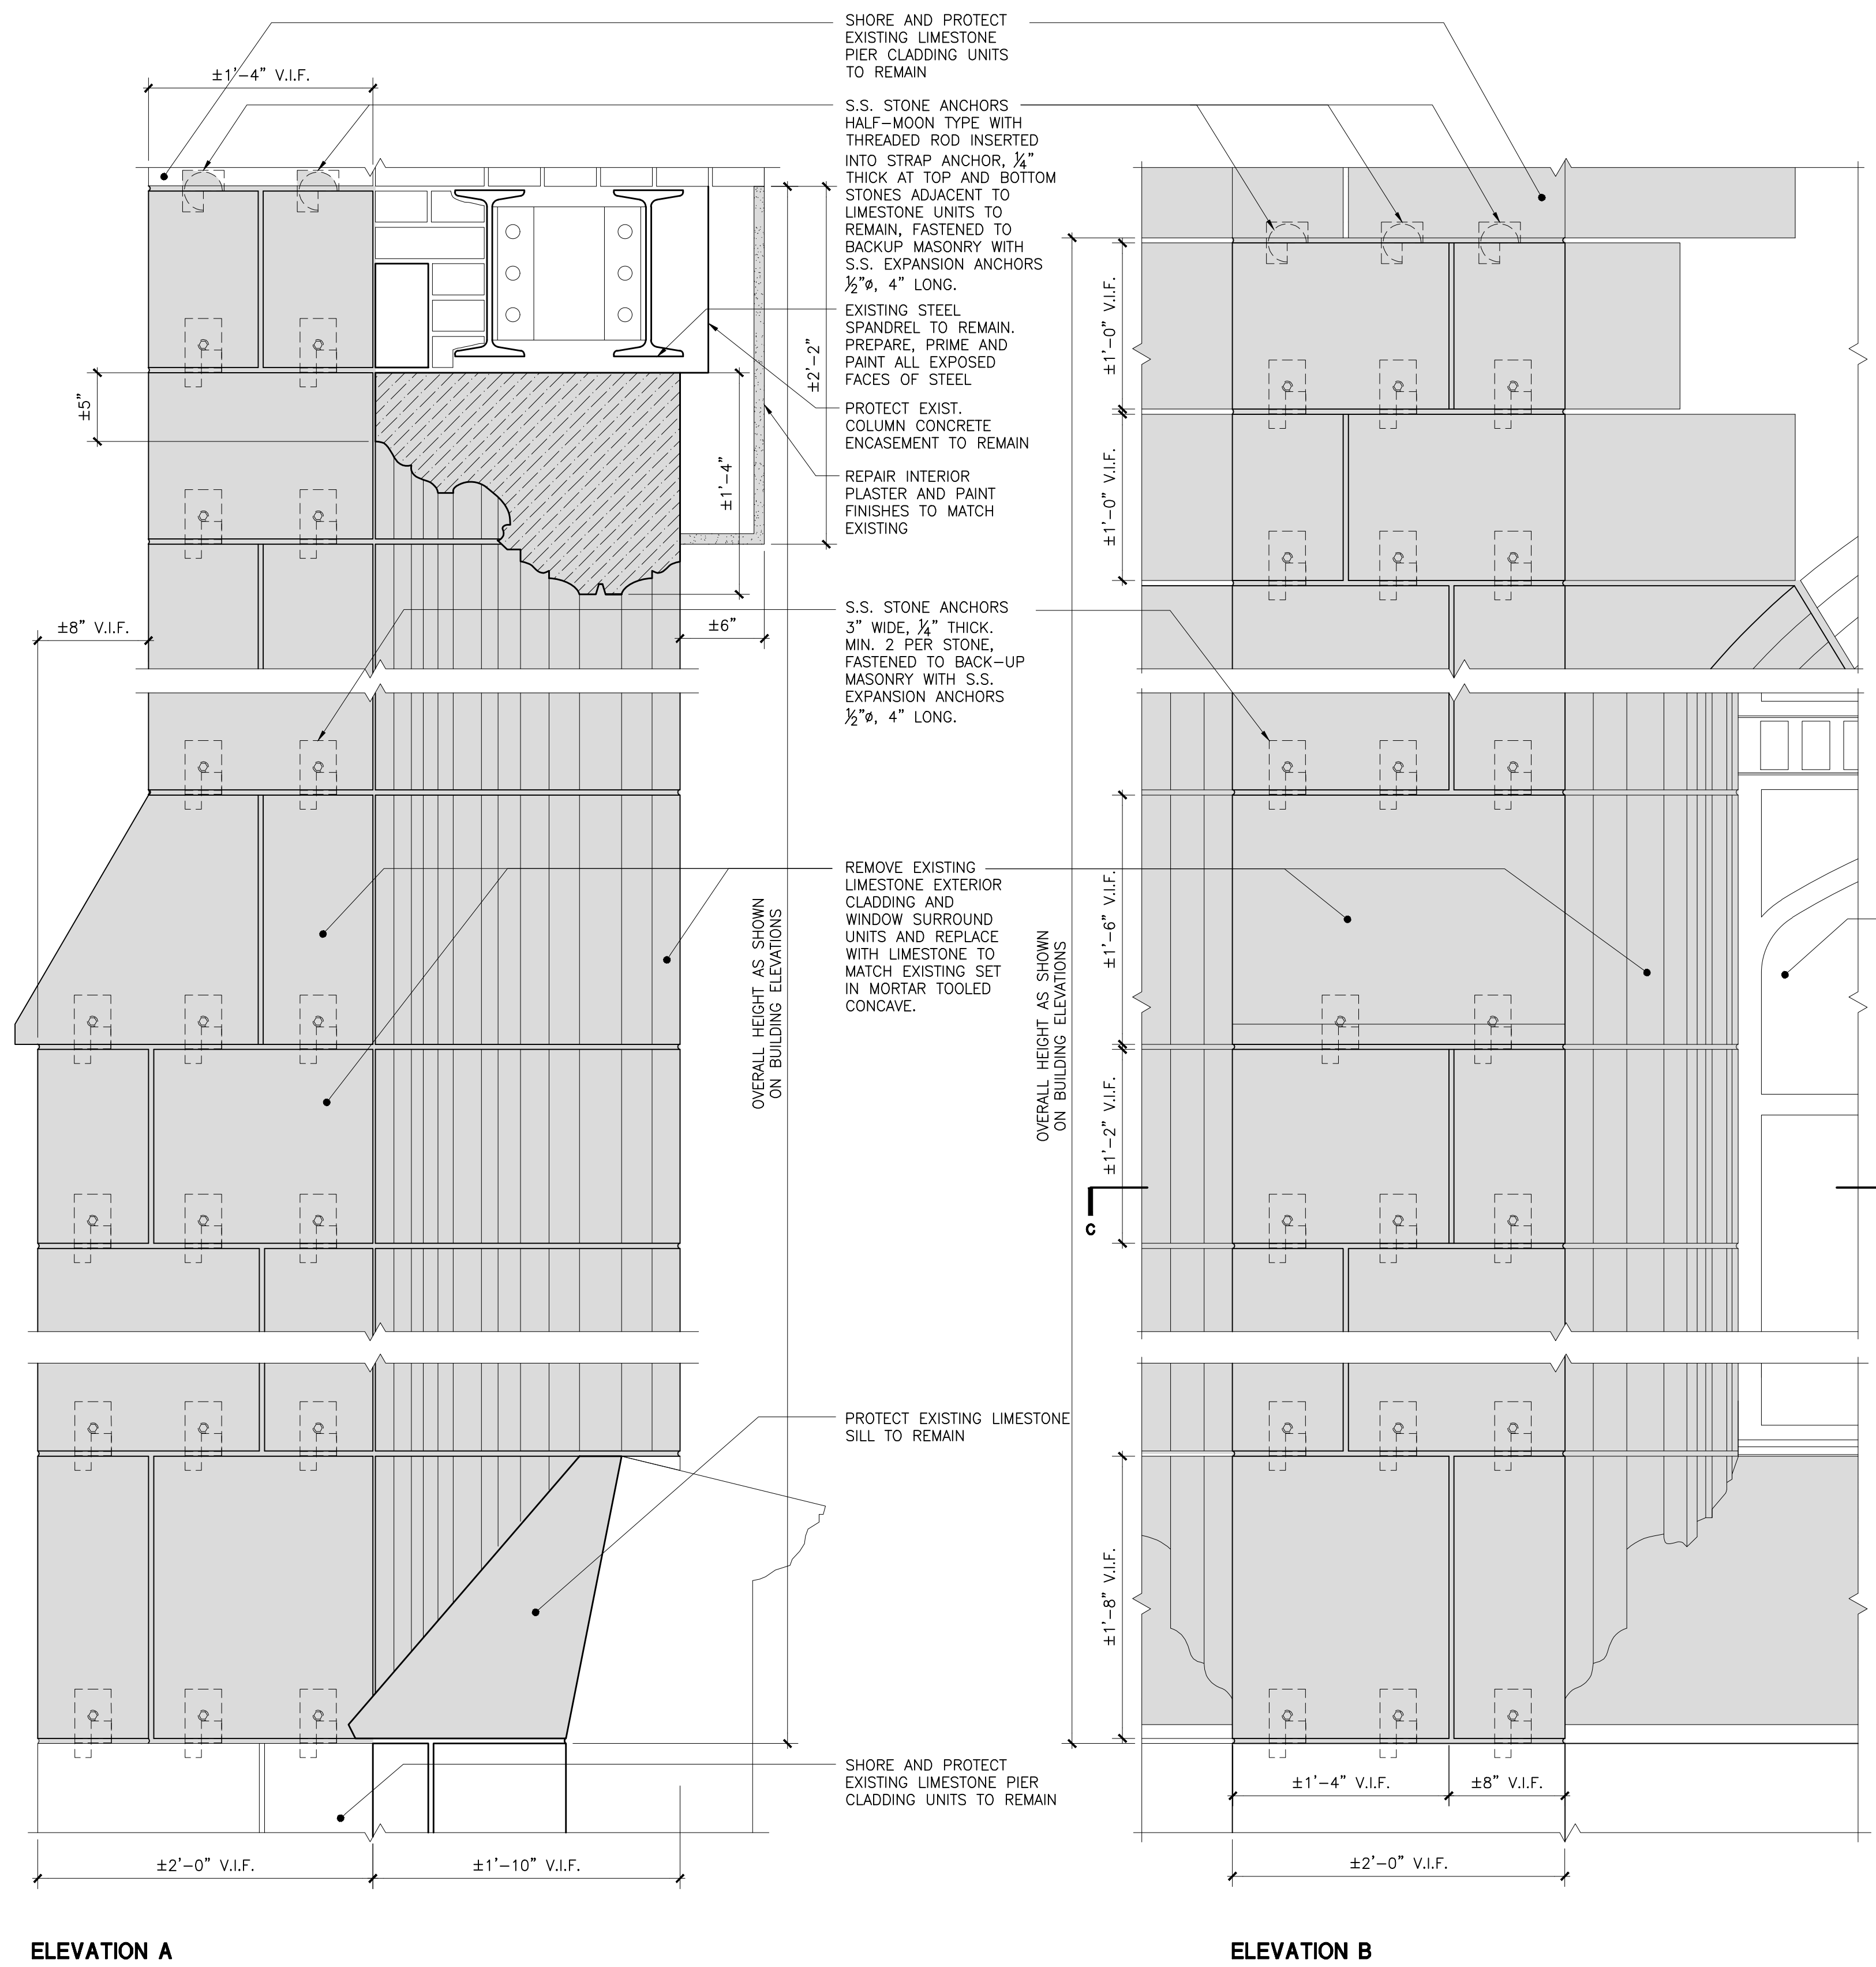 SHORE AND PROTECT
EXISTING LIMESTONE
PIER CLADDING UNITS
TO REMAIN
±1'-4" V.I.F.
S.S. STONE ANCHORS
HALF-MOON TYPE WITH
THREADED ROD INSERTED
INTO STRAP ANCHOR, 1/4"
THICK AT TOP AND BOTTOM
STONES ADJACENT TO
LIMESTONE UNITS TO
REMAIN, FASTENED TO
BACKUP MASONRY WITH
S.S. EXPANSION ANCHORS
1/2"ø, 4" LONG.
EXISTING STEEL
SPANDREL TO REMAIN.
PREPARE, PRIME AND
PAINT ALL EXPOSED
FACES OF STEEL
PROTECT EXIST.
COLUMN CONCRETE
ENCASEMENT TO REMAIN
REPAIR INTERIOR
PLASTER AND PAINT
FINISHES TO MATCH
EXISTING
±5"
±2'-2"
±1'-4"
±1'-0" V.I.F.
±1'-0" V.I.F.
±8" V.I.F.
±6"
S.S. STONE ANCHORS
3" WIDE, 1/4" THICK.
MIN. 2 PER STONE,
FASTENED TO BACK-UP
MASONRY WITH S.S.
EXPANSION ANCHORS
1/2"ø, 4" LONG.
REMOVE EXISTING
LIMESTONE EXTERIOR
CLADDING AND
WINDOW SURROUND
UNITS AND REPLACE
WITH LIMESTONE TO
MATCH EXISTING SET
IN MORTAR TOOLED
CONCAVE.
OVERALL HEIGHT AS SHOWN
ON BUILDING ELEVATIONS
OVERALL HEIGHT AS SHOWN
ON BUILDING ELEVATIONS
±1'-6" V.I.F.
±1'-2" V.I.F.
C
PROTECT EXISTING LIMESTONE
SILL TO REMAIN
±1'-8" V.I.F.
SHORE AND PROTECT
EXISTING LIMESTONE PIER
CLADDING UNITS TO REMAIN
±1'-4" V.I.F.
±8" V.I.F.
±2'-0" V.I.F.
±1'-10" V.I.F.
±2'-0" V.I.F.
ELEVATION A
ELEVATION B